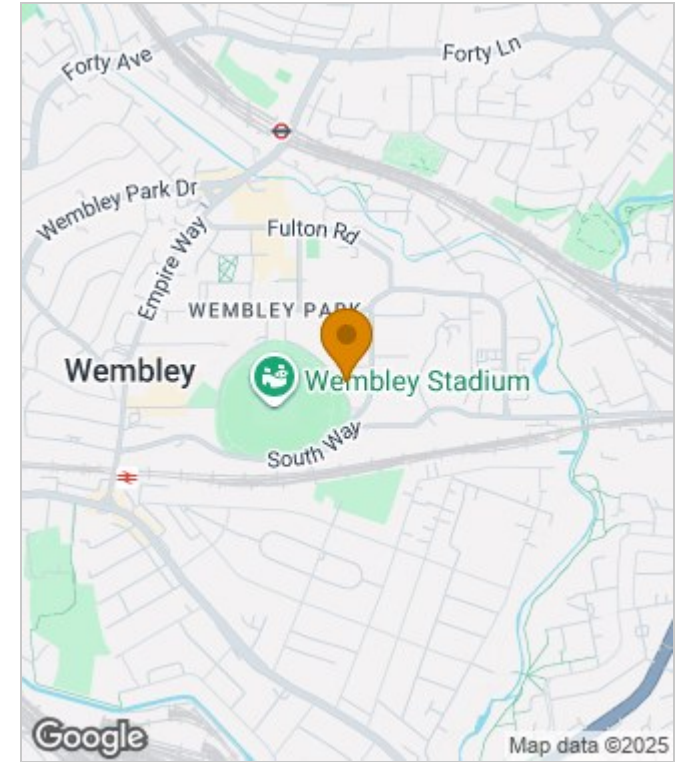 Forty Ave
Forty Ln
Wembley Park Dr
Empire Way
Fulton Rd
WEMBLEY PARK
Wembley
Wembley Stadium
South Way
Google
Map data ©2025